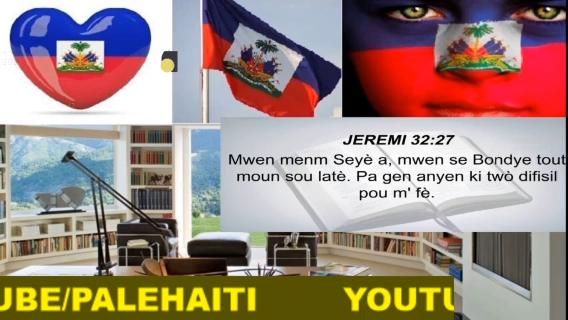 JEREMI 32:27
Mwen menm Seyè a, mwen se Bondye tout
moun sou latè. Pa gen anyen ki twò difisil
pou m' fè.
UBE/PALEHAITI YOUTU